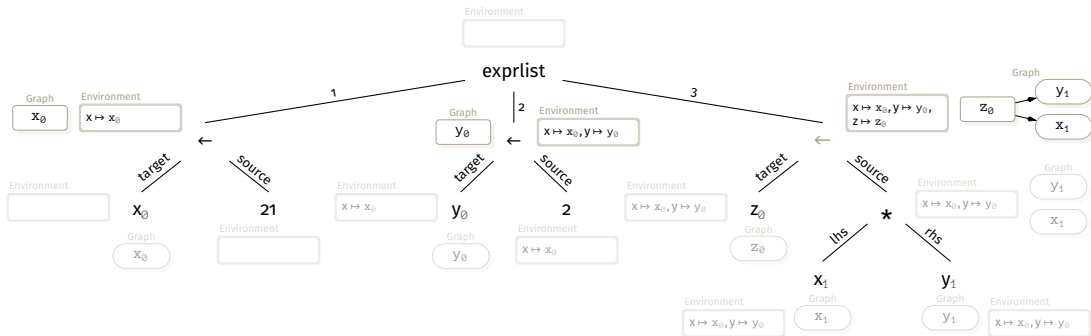 Environment
exprlist
1
2
3
Graph
x₀
Environment
x ↦ x₀
←
y₀
←
Environment
x ↦ x₀, y ↦ y₀
←
Environment
x ↦ x₀, y ↦ y₀,
z ↦ z₀
Graph
z₀
y₁
x₁
target
source
target
source
target
source
Environment
x₀
Graph
x₀
21
Environment
Environment
x ↦ x₀
y₀
Graph
y₀
2
Environment
x ↦ x₀
Environment
x ↦ x₀, y ↦ y₀
z₀
Graph
z₀
*
Environment
x ↦ x₀, y ↦ y₀
y₁
x₁
lhs
rhs
x₁
Environment
x ↦ x₀, y ↦ y₀
Graph
x₁
y₁
Graph
y₁
Environment
x ↦ x₀, y ↦ y₀